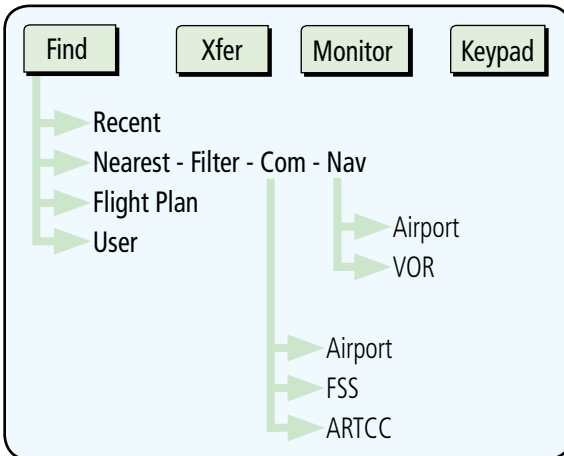 Find Xfer Monitor Keypad
Recent
Nearest - Filter - Com - Nav
Flight Plan
User
Airport
VOR
Airport
FSS
ARTCC